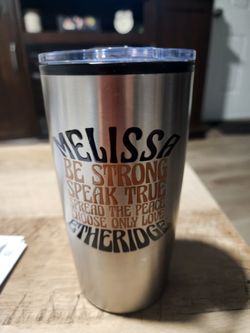 MELISSA
BE STRONG
SPEAK TRUE
SPREAD THE PEACE
CHOOSE ONLY LOVE
ETHERIDGE